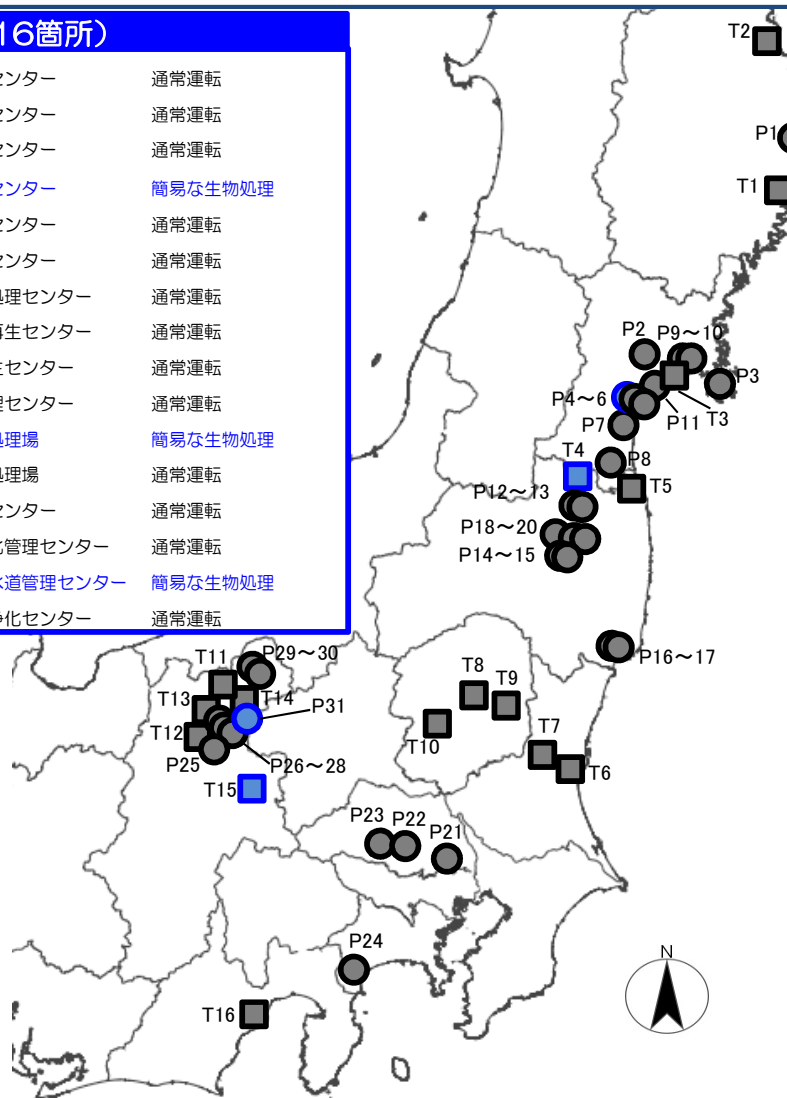 16箇所）
センター 通常運転
センター 通常運転
センター 通常運転
センター 簡易な生物処理
センター 通常運転
センター 通常運転
処理センター 通常運転
再生センター 通常運転
センター 通常運転
センター 通常運転
処理場 簡易な生物処理
処理場 通常運転
センター 通常運転
管理センター 通常運転
水道管理センター 簡易な生物処理
浄化センター 通常運転
T2
P1
T1
P2
P9～10
P3
P4～6
P11
T3
P7
T4
P8
T5
P12～13
P18～20
P14～15
P16～17
T11
P29～30
T13
T14
P31
T12
P25
P26～28
T15
T8
T9
T10
T7
T6
P23
P22
P21
P24
T16
N